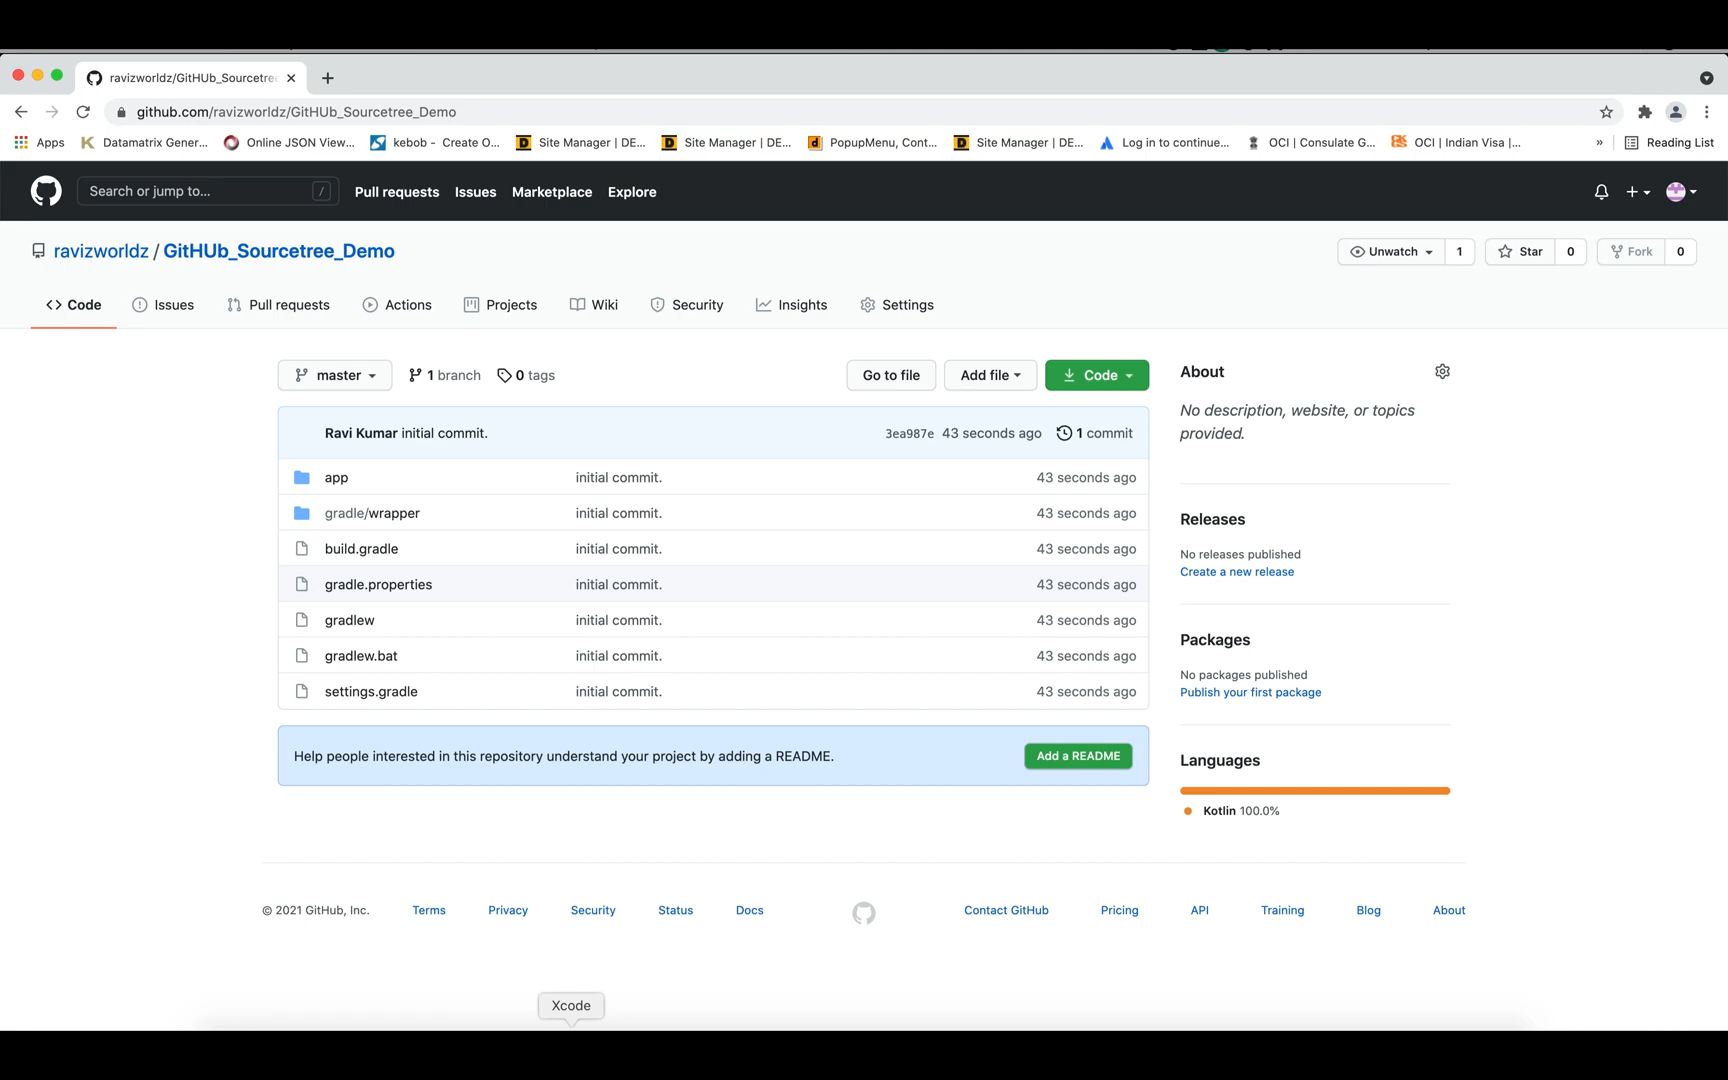 ravizworldz/GitHUb_Sourcetre
github.com/ravizworldz/GitHUb_Sourcetree_Demo
Apps
Datamatrix Gener...
Online JSON View...
kebob - Create O...
Site Manager | DE...
Site Manager | DE...
PopupMenu, Cont...
Site Manager | DE...
Log in to continue...
OCI | Consulate G...
OCI | Indian Visa |...
»
Reading List
Search or jump to...
/
Pull requests
Issues
Marketplace
Explore
ravizworldz / GitHUb_Sourcetree_Demo
Unwatch 1
Star 0
Fork 0
Code
Issues
Pull requests
Actions
Projects
Wiki
Security
Insights
Settings
master
1 branch
0 tags
Go to file
Add file
Code
Ravi Kumar initial commit.
3ea987e 43 seconds ago
1 commit
app initial commit. 43 seconds ago
gradle/wrapper initial commit. 43 seconds ago
build.gradle initial commit. 43 seconds ago
gradle.properties initial commit. 43 seconds ago
gradlew initial commit. 43 seconds ago
gradlew.bat initial commit. 43 seconds ago
settings.gradle initial commit. 43 seconds ago
Help people interested in this repository understand your project by adding a README.
Add a README
About
No description, website, or topics
provided.
Releases
No releases published
Create a new release
Packages
No packages published
Publish your first package
Languages
Kotlin 100.0%
© 2021 GitHub, Inc.
Terms
Privacy
Security
Status
Docs
Contact GitHub
Pricing
API
Training
Blog
About
Xcode